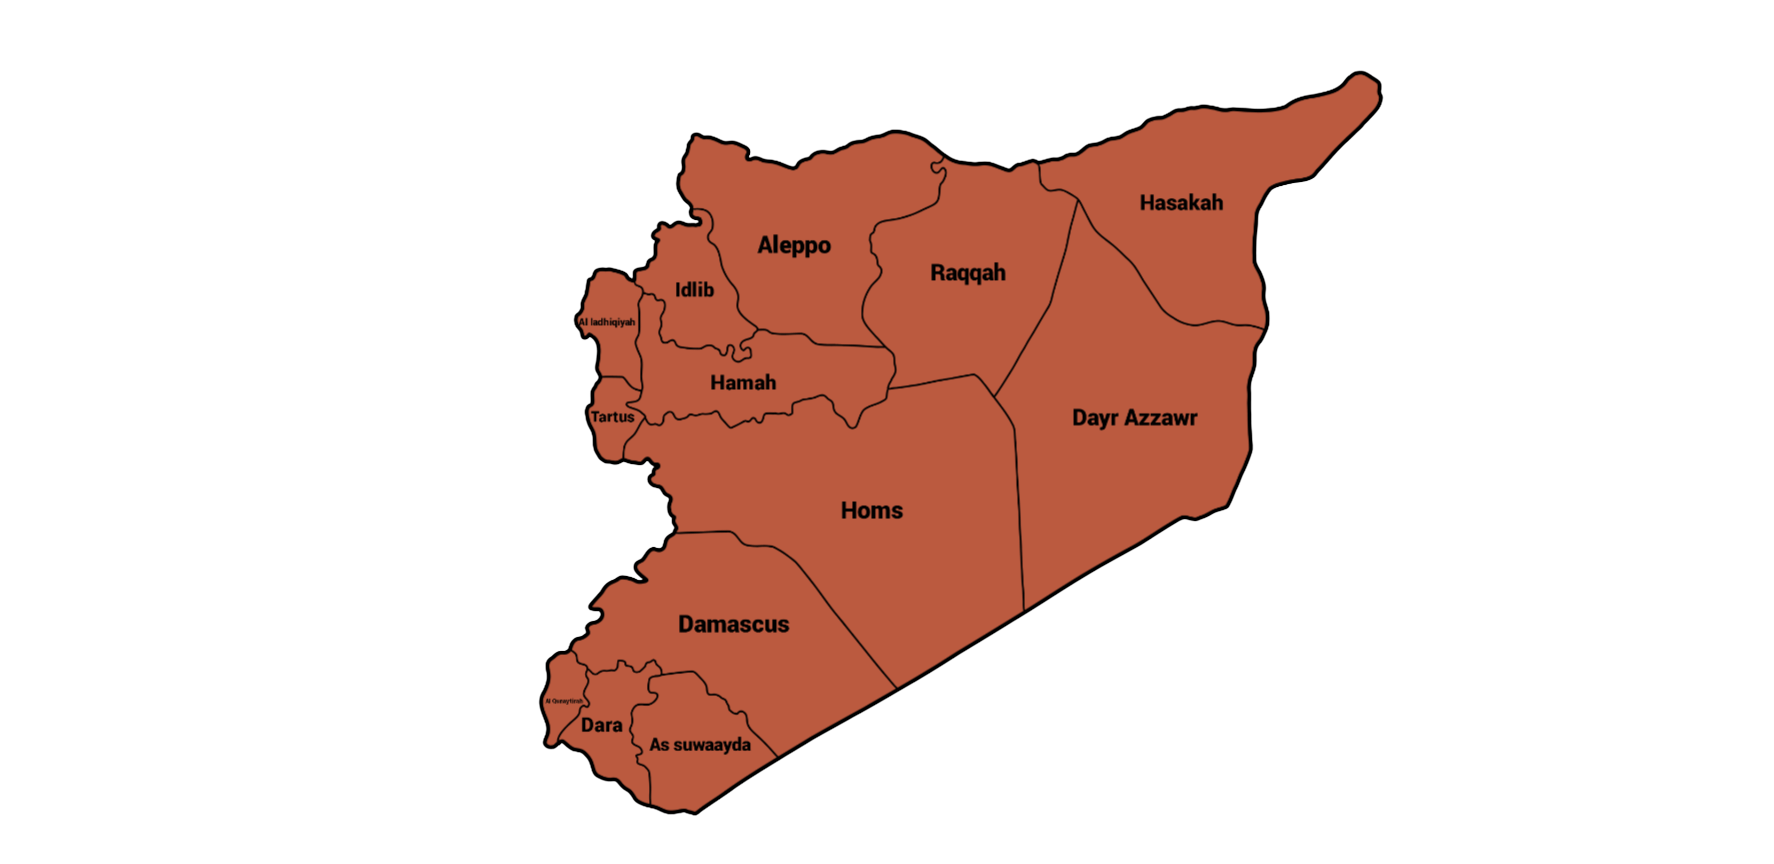 Hasakah
Aleppo
Raqqah
Idlib
Al ladhiqiyah
Hamah
Tartus
Dayr Azzawr
Homs
Damascus
Al Qunaytirah
Dara
As suwaayda